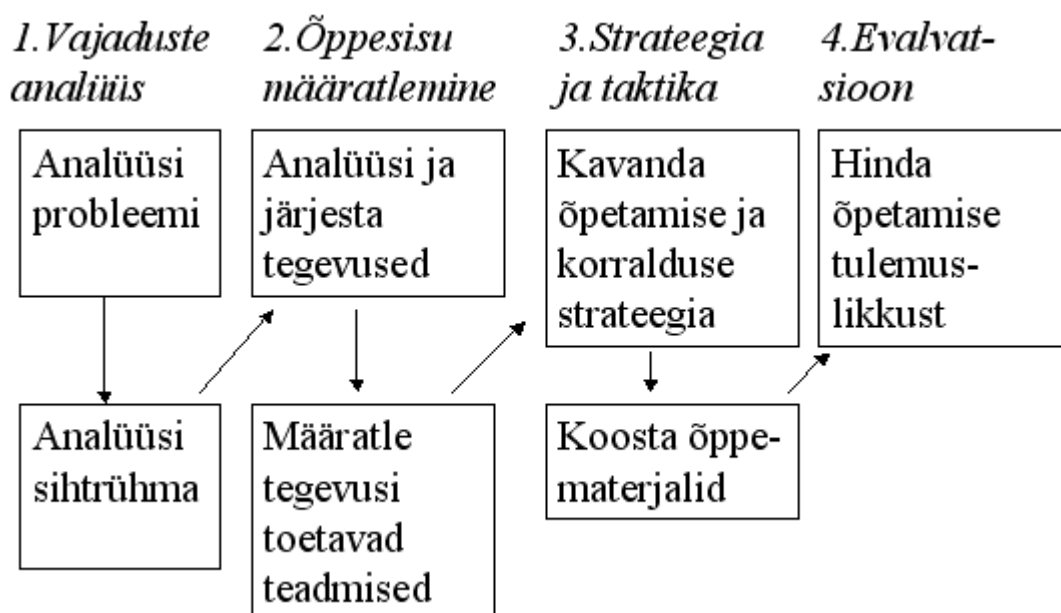 1.Vajaduste
analüüs
2.Õppesisu
määratlemine
3.Strateegia
ja taktika
4.Evalvat-
sioon
Analüüsi
probleemi
Analüüsi ja
järjesta
tegevused
Kavanda
õpetamise ja
korralduse
strateegia
Hinda
õpetamise
tulemus-
likkust
Analüüsi
sihtrühma
Määratle
tegevusi
toetavad
teadmised
Koosta õppe-
materjalid